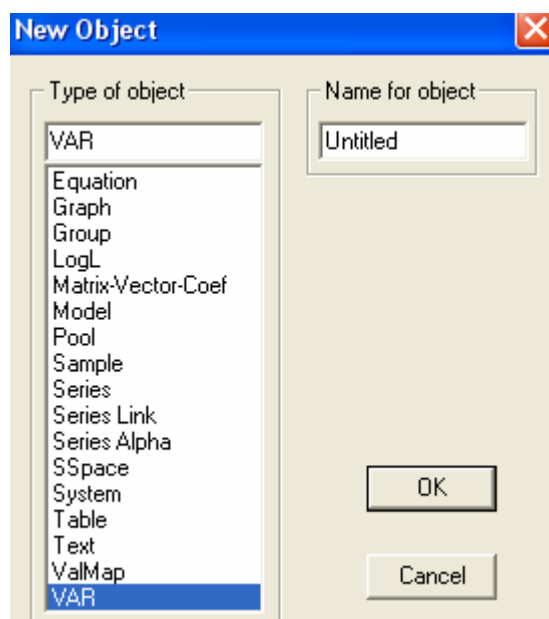 New Object
Type of object
VAR
Equation
Graph
Group
LogL
Matrix-Vector-Coef
Model
Pool
Sample
Series
Series Link
Series Alpha
SSpace
System
Table
Text
ValMap
VAR
Name for object
Untitled
OK
Cancel